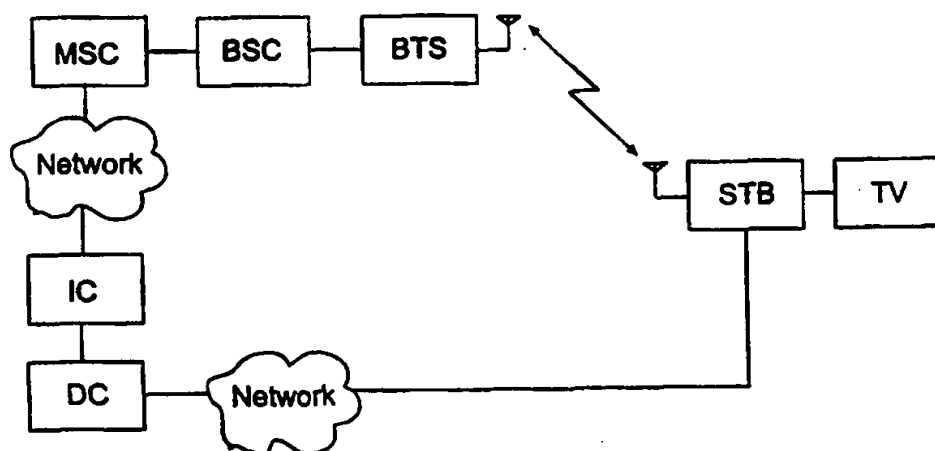 MSC
BSC
BTS
Network
STB
TV
IC
DC
Network